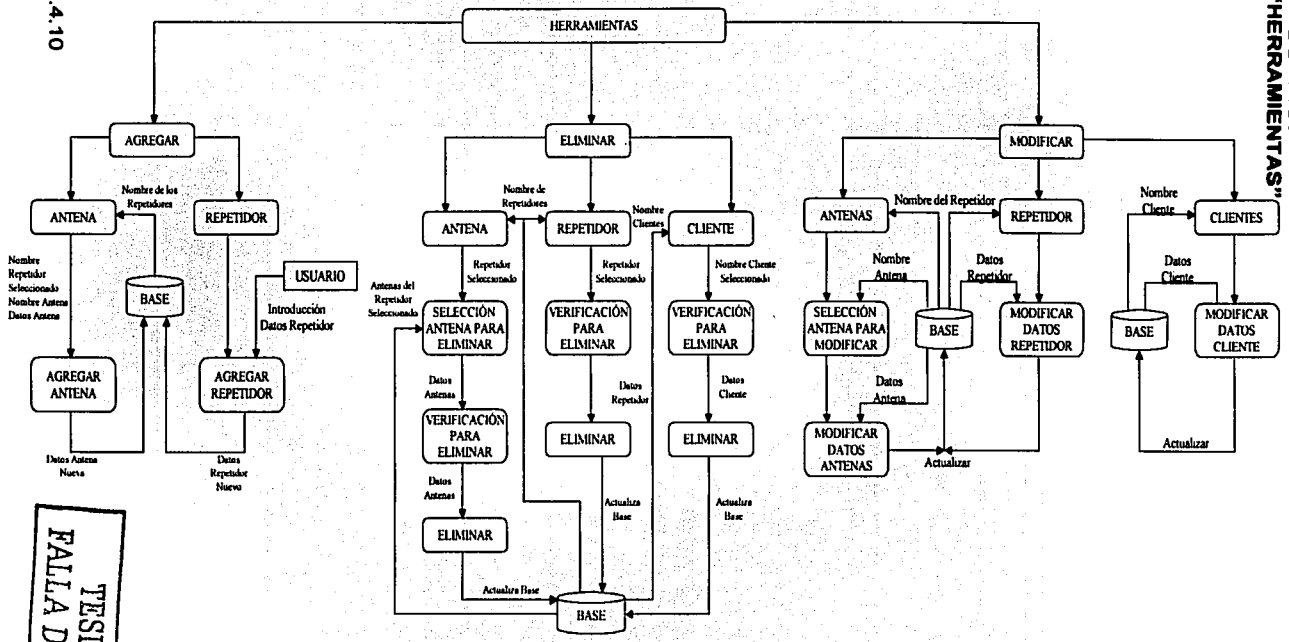 .4.10
"HERRAMIENTAS"
HERRAMIENTAS
AGREGAR
ELIMINAR
MODIFICAR
ANTENA
Nombre de los
Repetidores
REPETIDOR
Nombre
Repetidor
Seleccionado
Nombre Antena
Datos Antena
BASE
USUARIO
Introducción
Datos Repetidor
AGREGAR
ANTENA
AGREGAR
REPETIDOR
Datos Antena
Nueva
Datos
Repetidor
Nuevo
Nombre de
Repetidores
Nombre
Clientes
ANTENA
REPETIDOR
CLIENTE
Antenas del
Repetidor
Seleccionado
Repetidor
Seleccionado
Repetidor
Seleccionado
Nombre Cliente
Seleccionado
SELECCIÓN
ANTENA PARA
ELIMINAR
VERIFICACIÓN
PARA
ELIMINAR
VERIFICACIÓN
PARA
ELIMINAR
Datos
Antenas
Datos
Repetidor
Datos
Cliente
VERIFICACIÓN
PARA
ELIMINAR
ELIMINAR
ELIMINAR
Datos
Antenas
Actualiza
Base
Actualiza
Base
ELIMINAR
Actualiza Base
BASE
ANTENAS
Nombre del Repetidor
REPETIDOR
Nombre
Cliente
CLIENTES
Nombre
Antena
Datos
Repetidor
Datos
Cliente
SELECCIÓN
ANTENA PARA
MODIFICAR
BASE
MODIFICAR
DATOS
REPETIDOR
BASE
MODIFICAR
DATOS
CLIENTE
Datos
Antena
MODIFICAR
DATOS
ANTENAS
Actualizar
Actualizar
TESI
FALLA D